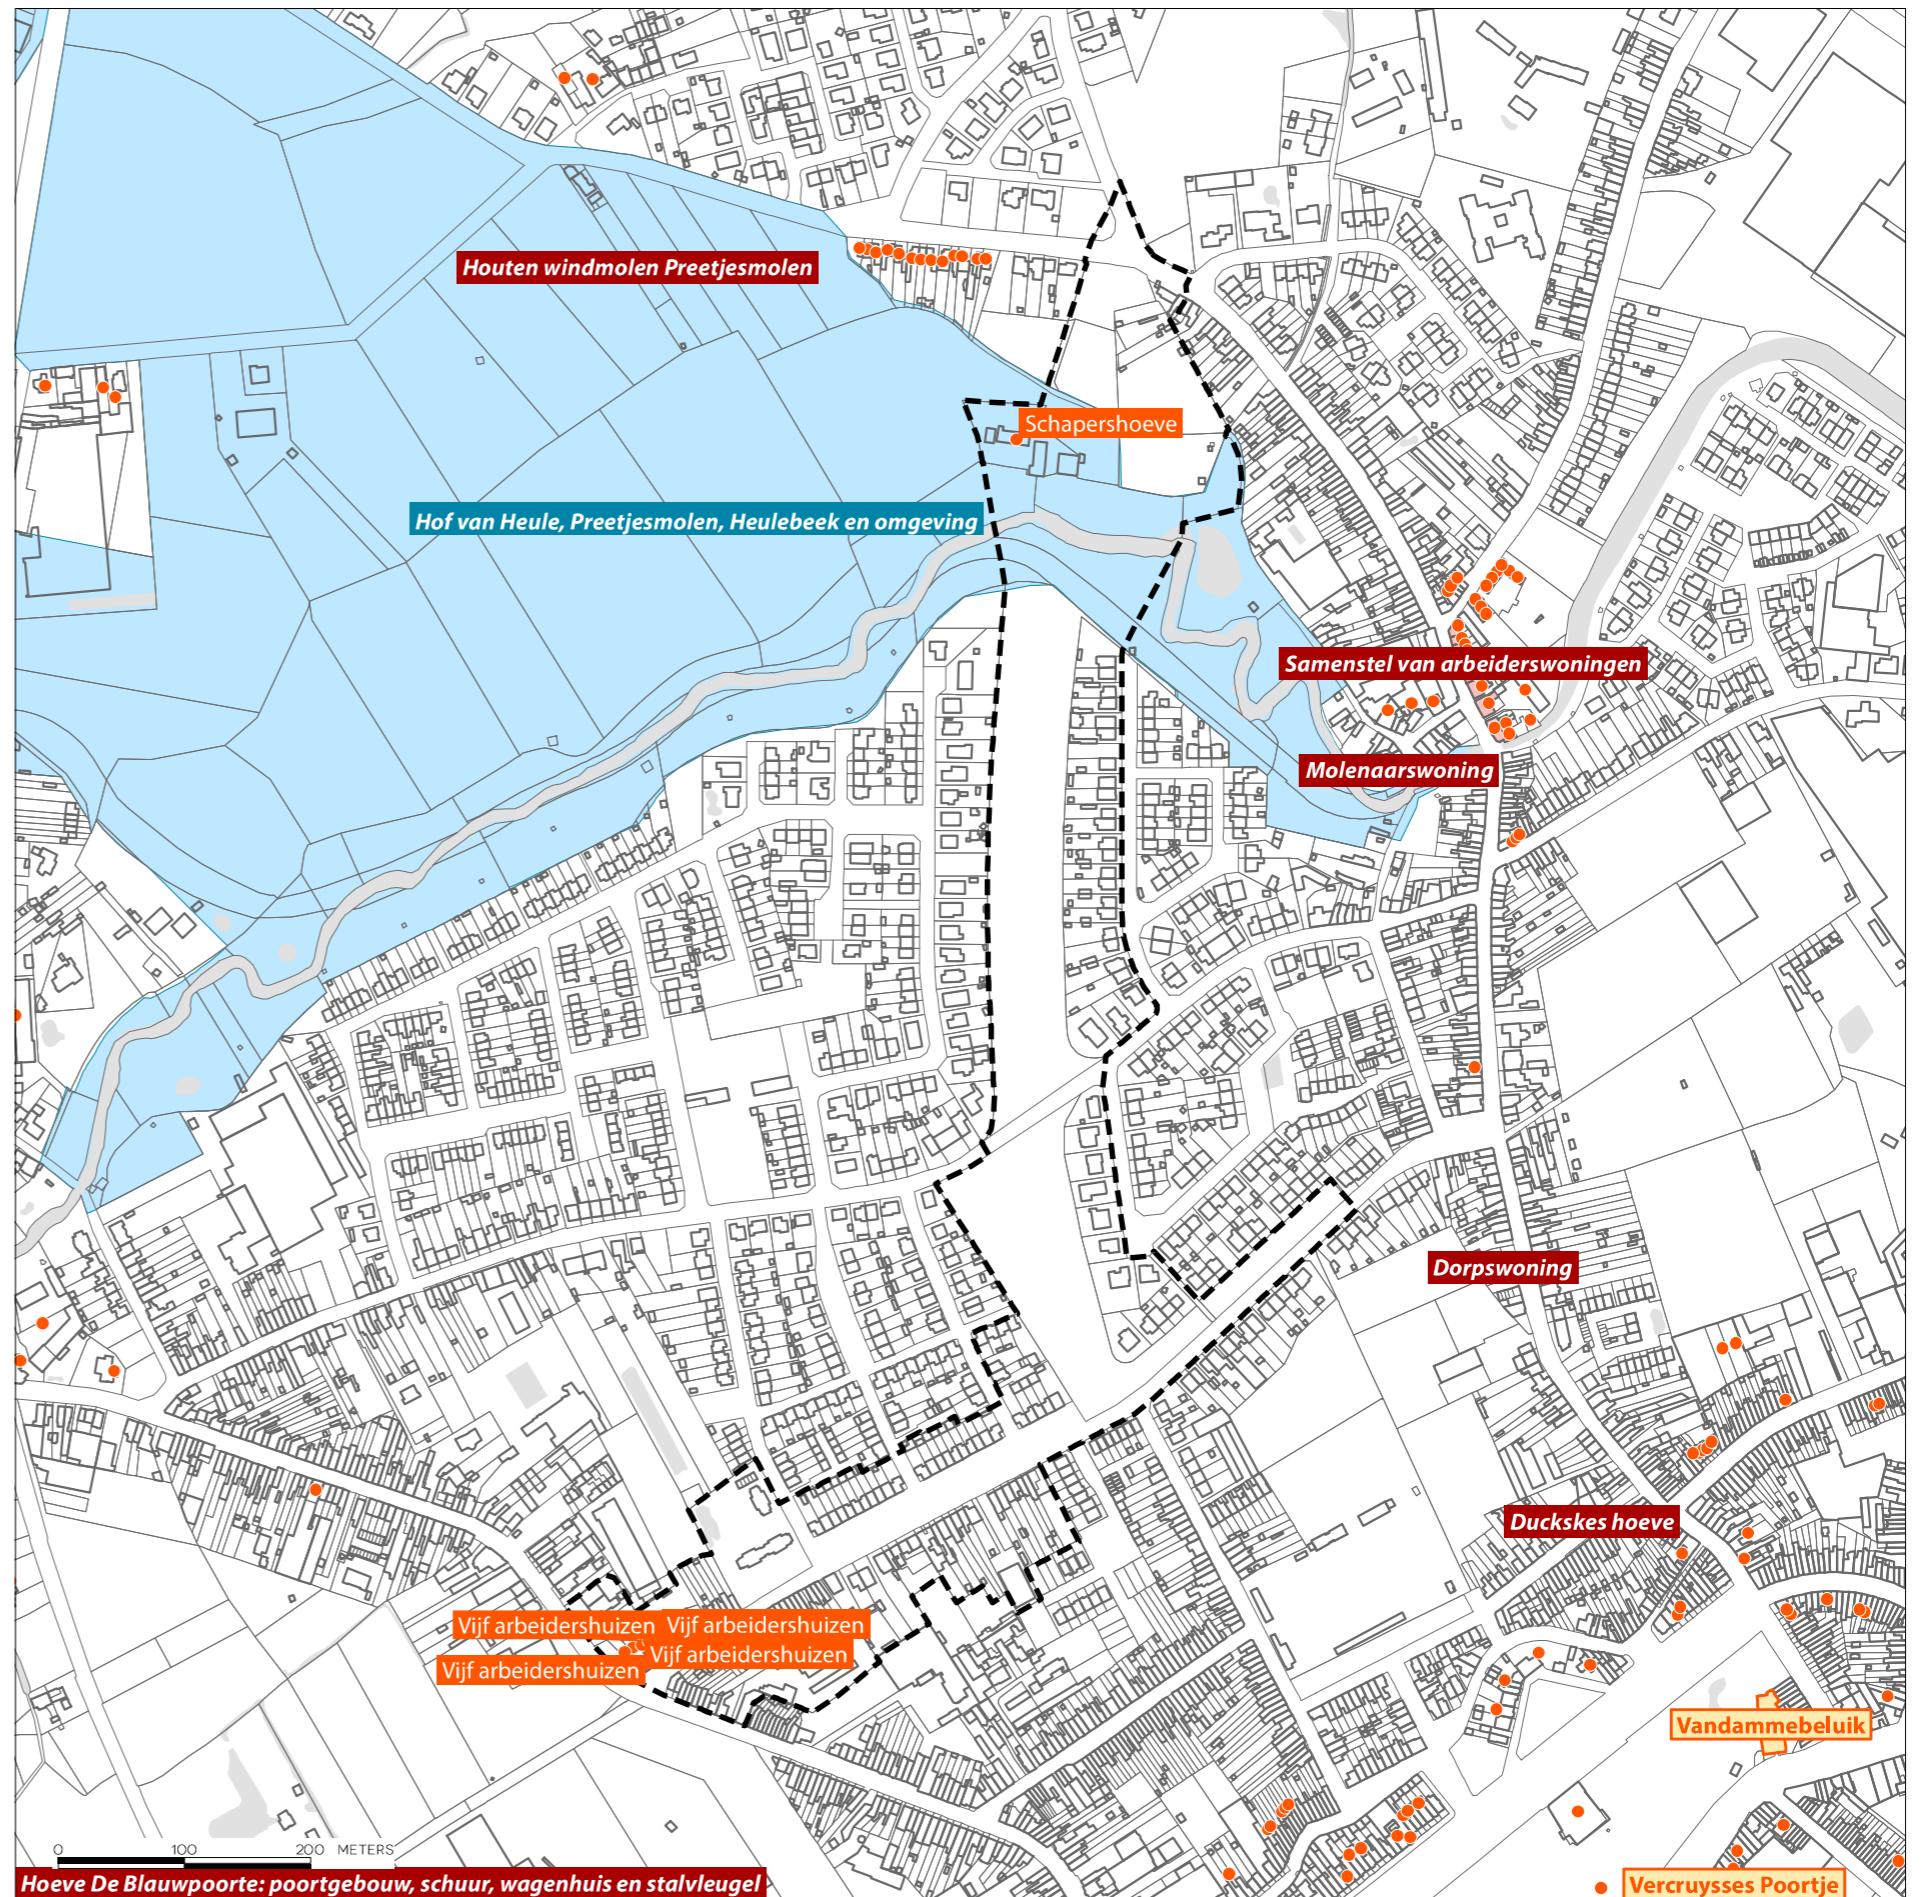 Houten windmolen Preetjesmolen
Schapershoeve
Hof van Heule, Preetjesmolen, Heulebeek en omgeving
Samenstel van arbeiderswoningen
Molenaarswoning
Dorpswoning
Duckskes hoeve
Vijf arbeidershuizen
Vijf arbeidershuizen
Vijf arbeidershuizen
Vijf arbeidershuizen
Vandammebeluik
0 100 200 METERS
Hoeve De Blauwpoorte: poortgebouw, schuur, wagenhuis en stalvleugel
Vercruysses Poortje